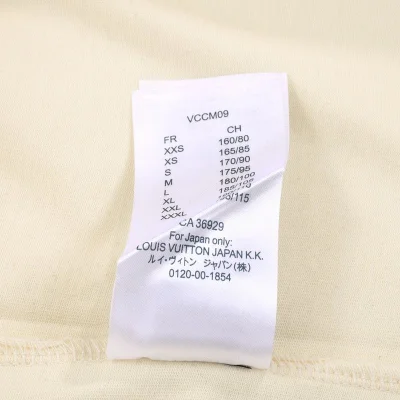 VCCM09
FR CH
XXS 160/80
XS 165/85
S 170/90
M 175/95
L 180/100
XL
XXL
XXXL /115
CA 36929
For Japan only:
LOUIS VUITTON JAPAN K.K.
ルイ・ヴィトン ジャパン(株)
0120-00-1854